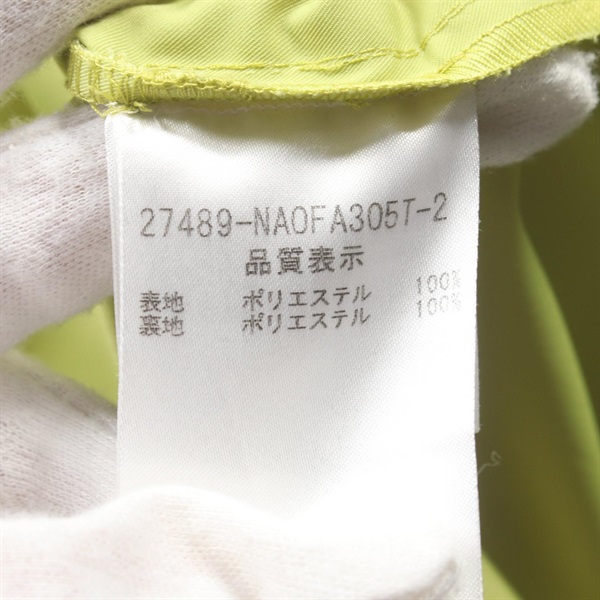 27489-NAOFA305T-2
品質表示
表地 ポリエステル 100%
裏地 ポリエステル 100%